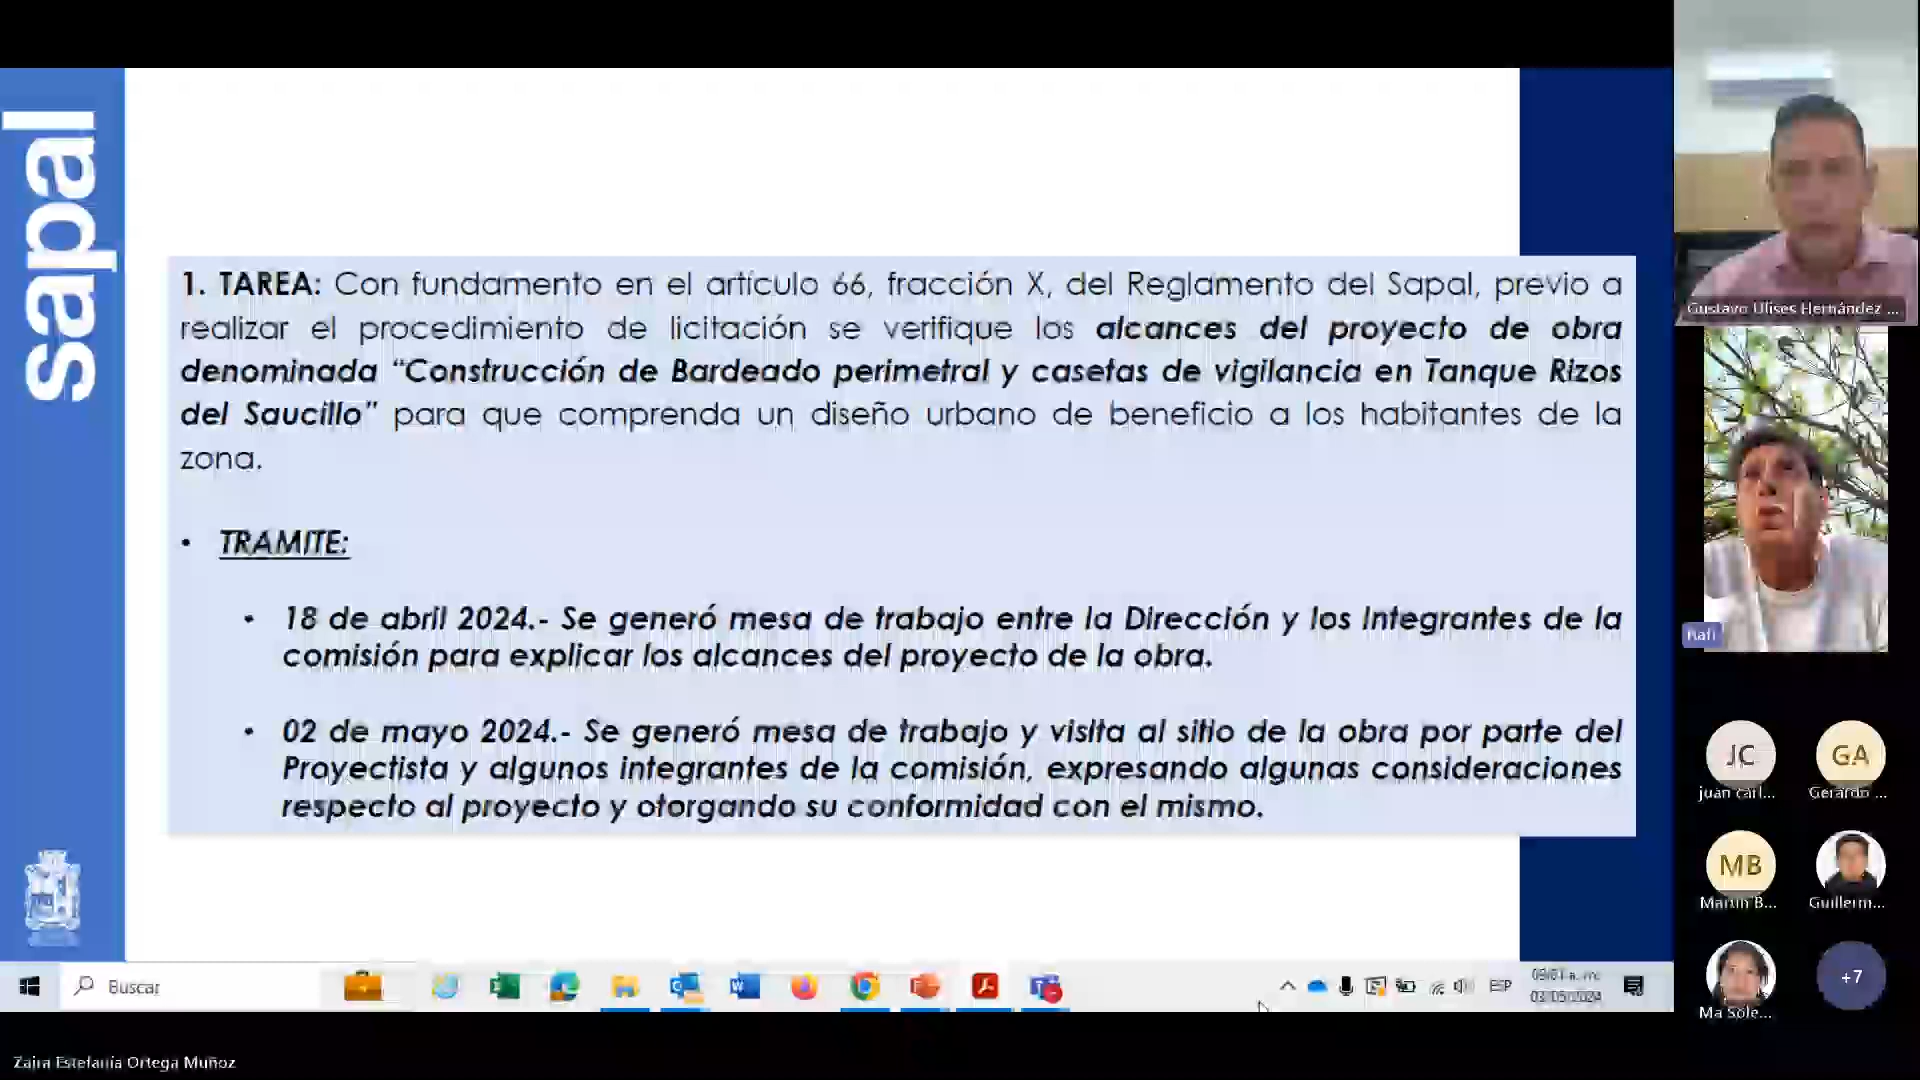 sapal
1. TAREA: Con fundamento en el artículo 66, fracción X, del Reglamento del Sapal, previo a
realizar el procedimiento de licitación se verifique los alcances del proyecto de obra
denominada “Construcción de Bardeado perimetral y casetas de vigilancia en Tanque Rizos
del Saucillo” para que comprenda un diseño urbano de beneficio a los habitantes de la
zona.
• TRAMITE:
• 18 de abril 2024.- Se generó mesa de trabajo entre la Dirección y los Integrantes de la
comisión para explicar los alcances del proyecto de la obra.
• 02 de mayo 2024.- Se generó mesa de trabajo y visita al sitio de la obra por parte del
Proyectista y algunos integrantes de la comisión, expresando algunas consideraciones
respecto al proyecto y otorgando su conformidad con el mismo.
Gustavo Ulises Hernández ...
Rafi
JC
juan carl...
GA
Gerardo ...
MB
Martin B...
Guillerm...
Ma Sole...
+7
Buscar
ESP
03/05/2024
Zaira Estefania Ortega Muñoz